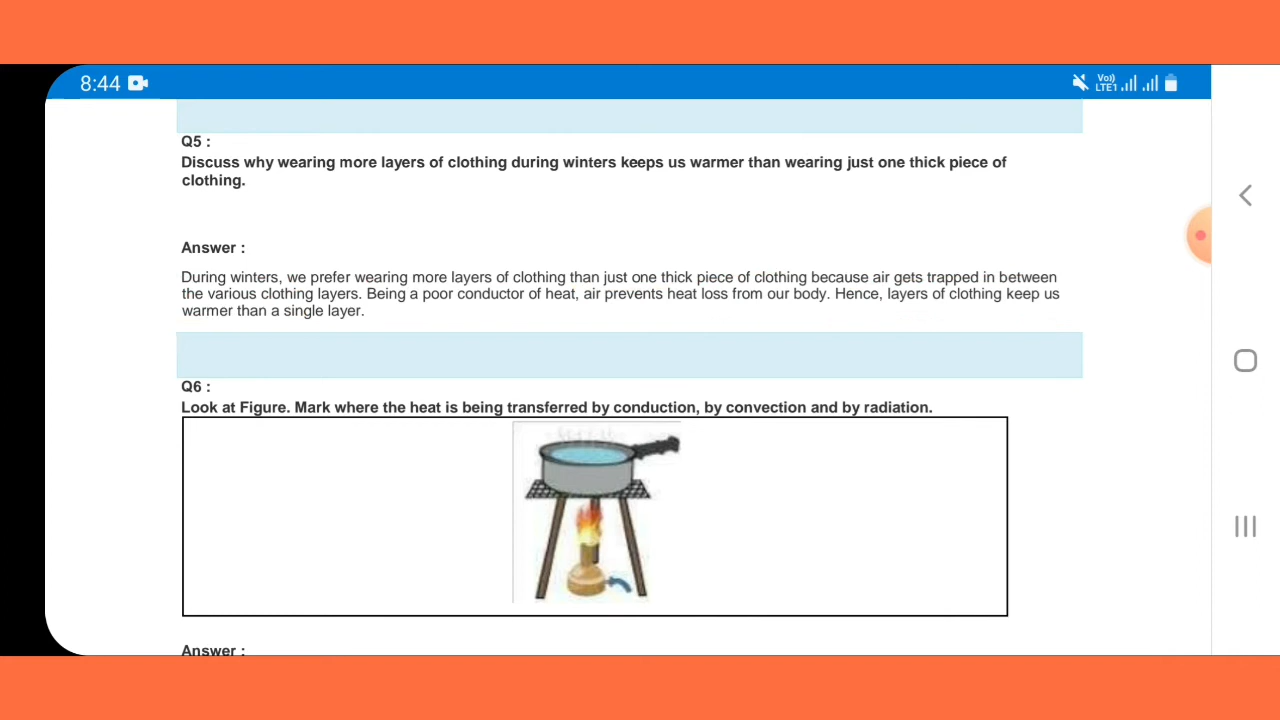 8:44
Vo)) LTE1
Q5 :
Discuss why wearing more layers of clothing during winters keeps us warmer than wearing just one thick piece of
clothing.
Answer :
During winters, we prefer wearing more layers of clothing than just one thick piece of clothing because air gets trapped in between
the various clothing layers. Being a poor conductor of heat, air prevents heat loss from our body. Hence, layers of clothing keep us
warmer than a single layer.
Q6 :
Look at Figure. Mark where the heat is being transferred by conduction, by convection and by radiation.
Answer :